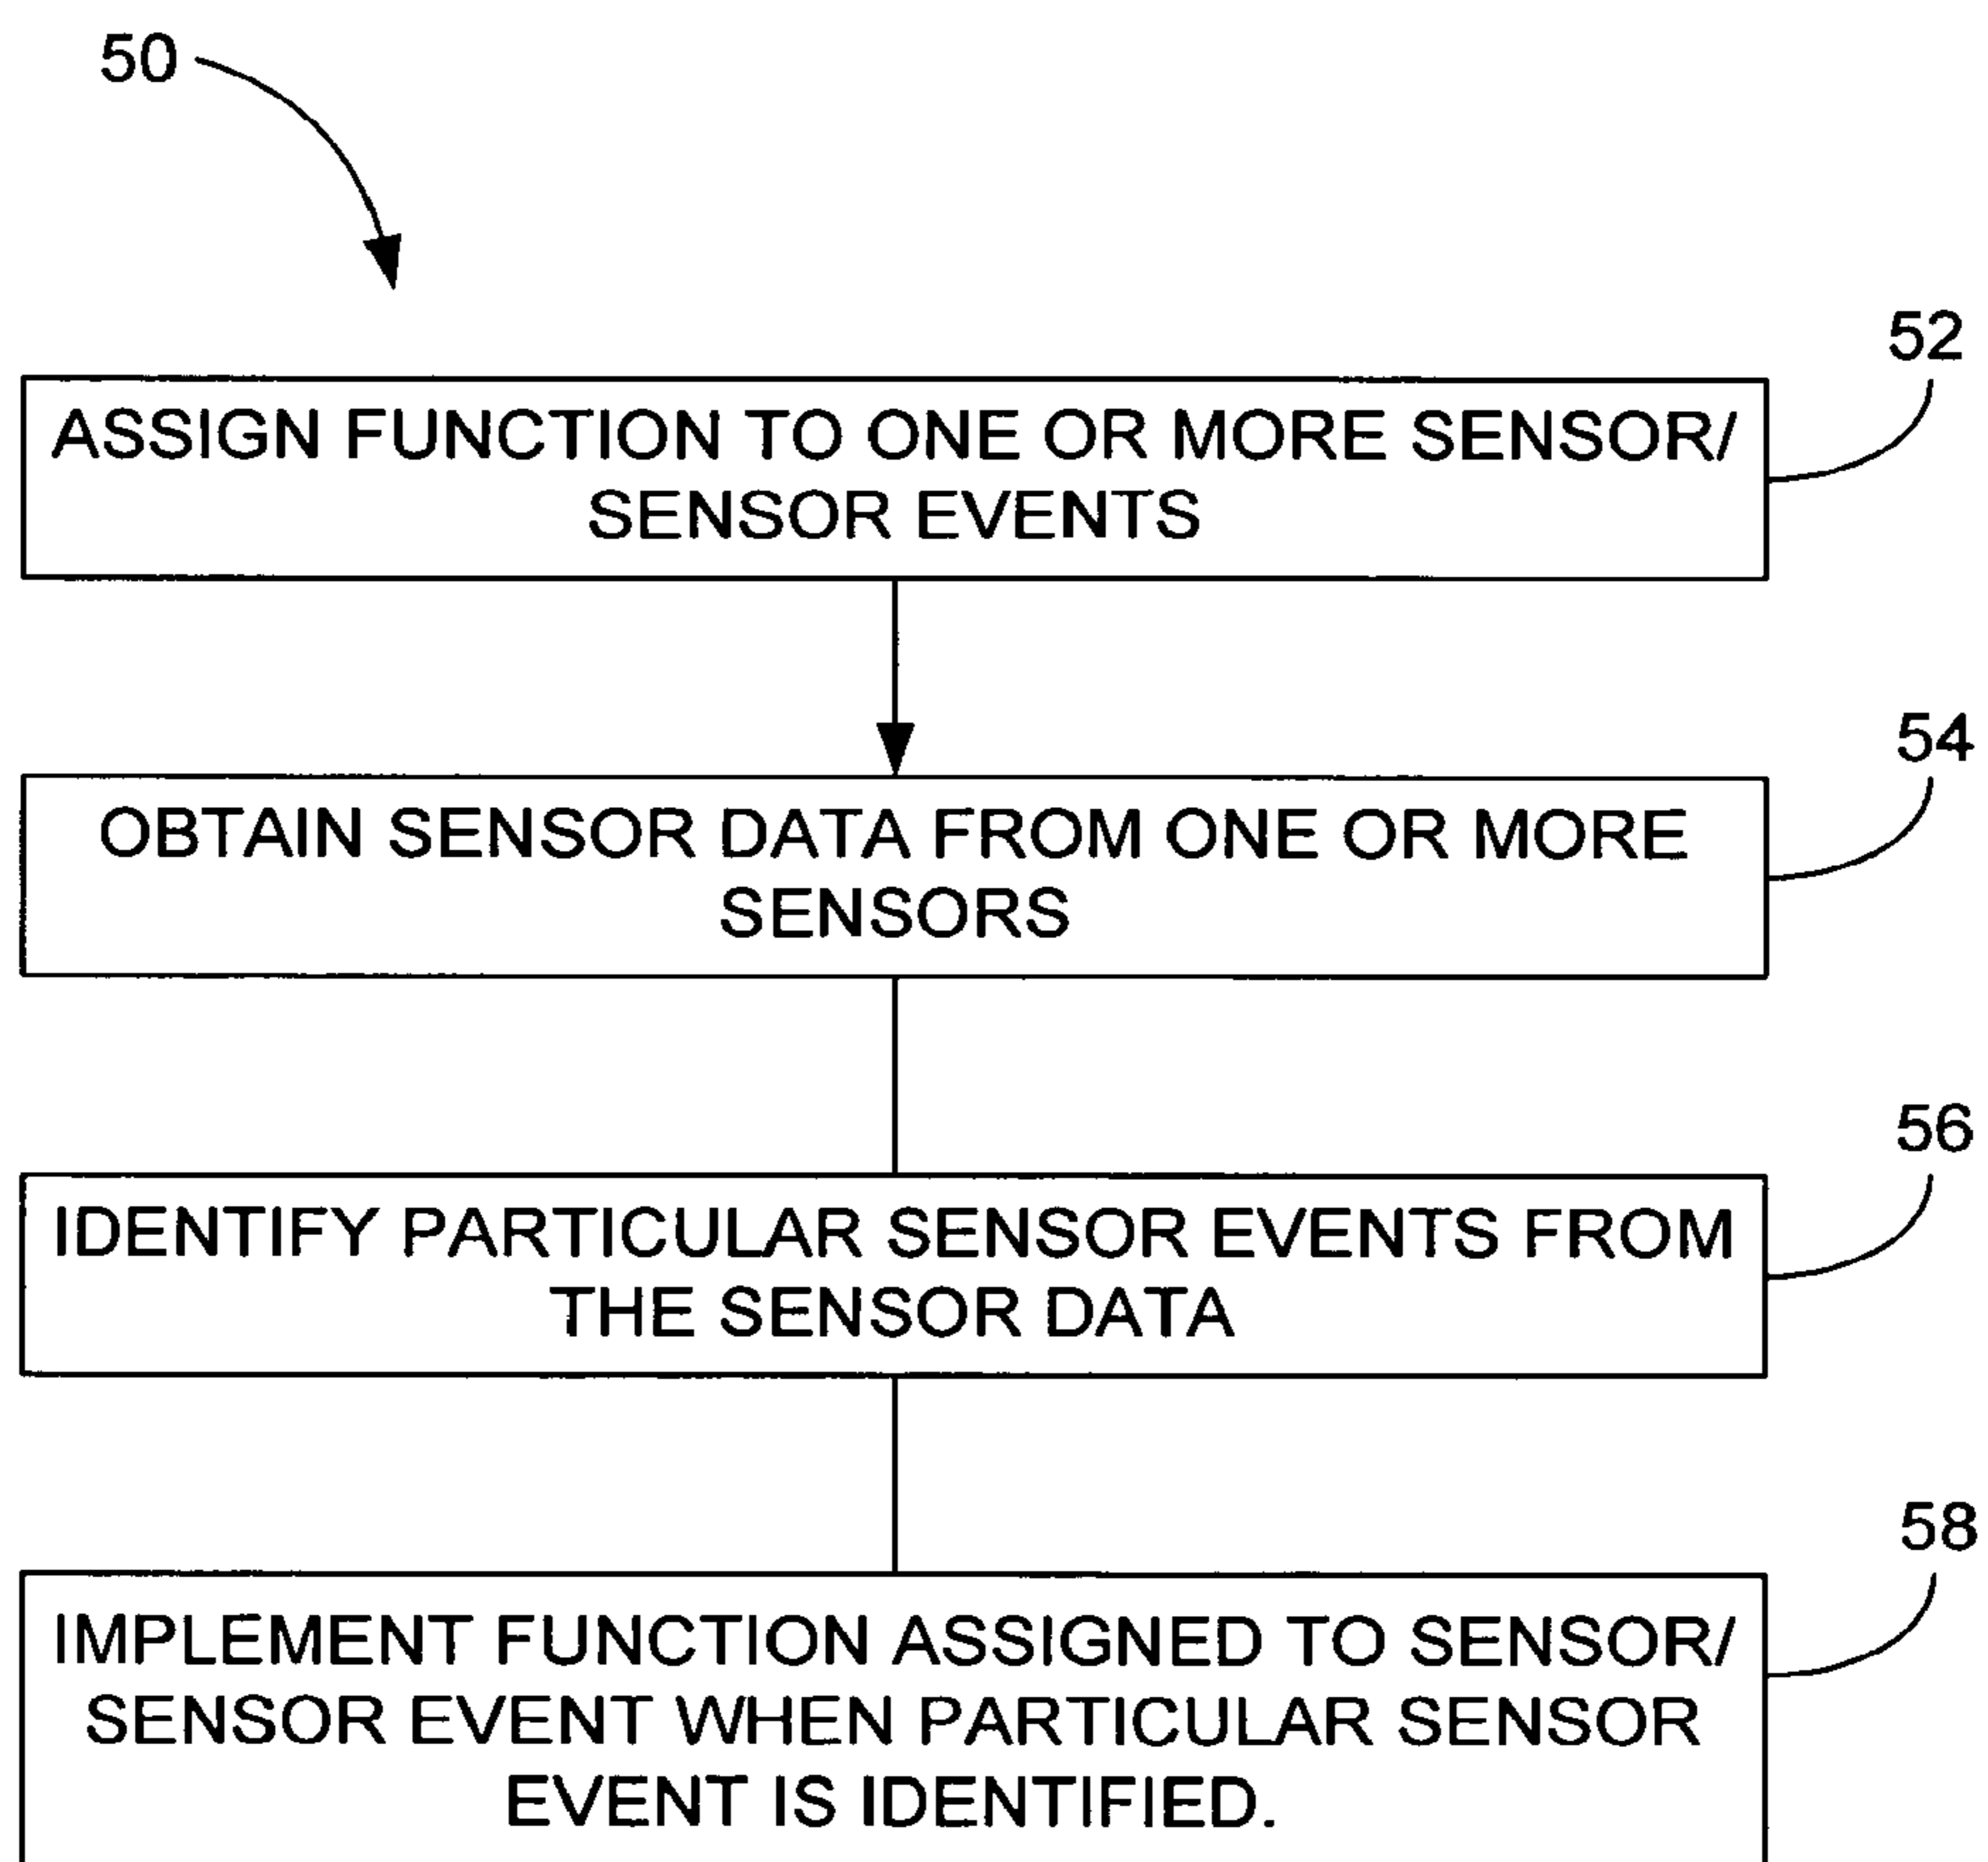 50
52
ASSIGN FUNCTION TO ONE OR MORE SENSOR/
SENSOR EVENTS
54
OBTAIN SENSOR DATA FROM ONE OR MORE
SENSORS
56
IDENTIFY PARTICULAR SENSOR EVENTS FROM
THE SENSOR DATA
58
IMPLEMENT FUNCTION ASSIGNED TO SENSOR/
SENSOR EVENT WHEN PARTICULAR SENSOR
EVENT IS IDENTIFIED.